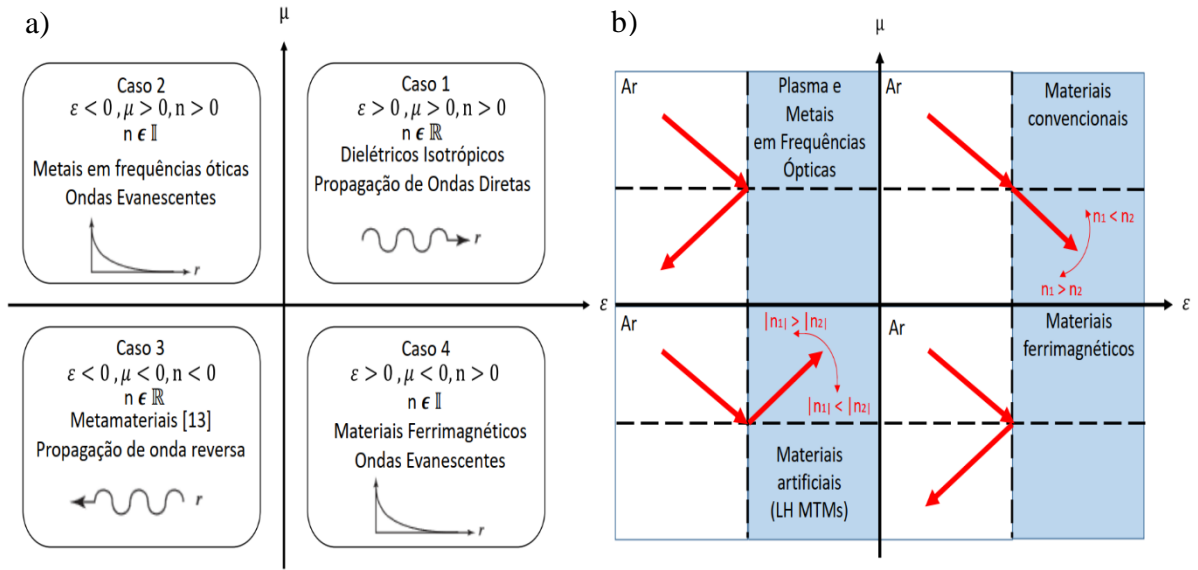 a)
μ
Caso 2
ε < 0 , μ > 0, n > 0
n ϵ 𝕀
Metais em frequências óticas
Ondas Evanescentes
r
Caso 1
ε > 0, μ > 0, n > 0
n ϵ ℝ
Dielétricos Isotrópicos
Propagação de Ondas Diretas
r
ε
Caso 3
ε < 0, μ < 0, n < 0
n ϵ ℝ
Metamateriais [13]
Propagação de onda reversa
r
Caso 4
ε > 0 , μ < 0, n > 0
n ϵ 𝕀
Materiais Ferrimagnéticos
Ondas Evanescentes
r
b)
μ
Ar
Plasma e
Metais
em Frequências
Ópticas
Ar
Materiais
convencionais
n1 < n2
n1 > n2
ε
Ar
|n1| > |n2|
|n1| < |n2|
Materiais
artificiais
(LH MTMs)
Ar
Materiais
ferrimagnéticos